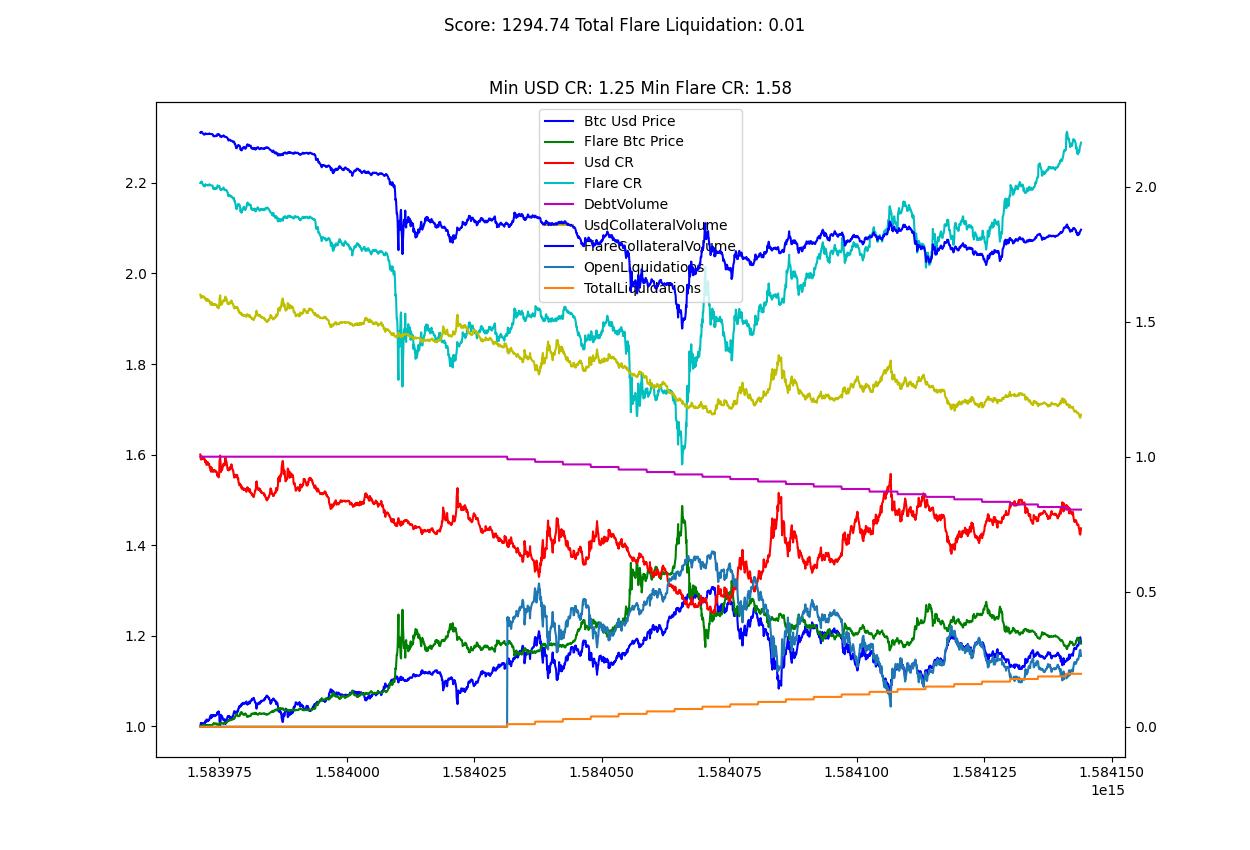 Score: 1294.74 Total Flare Liquidation: 0.01
Min USD CR: 1.25 Min Flare CR: 1.58
Btc Usd Price
Flare Btc Price
Usd CR
Flare CR
DebtVolume
UsdCollateralVolume
FlareCollateralVolume
OpenLiquidations
TotalLiquidations
2.2
2.0
1.8
1.6
1.4
1.2
1.0
2.0
1.5
1.0
0.5
0.0
1.583975 1.584000 1.584025 1.584050 1.584075 1.584100 1.584125 1.584150
1e15